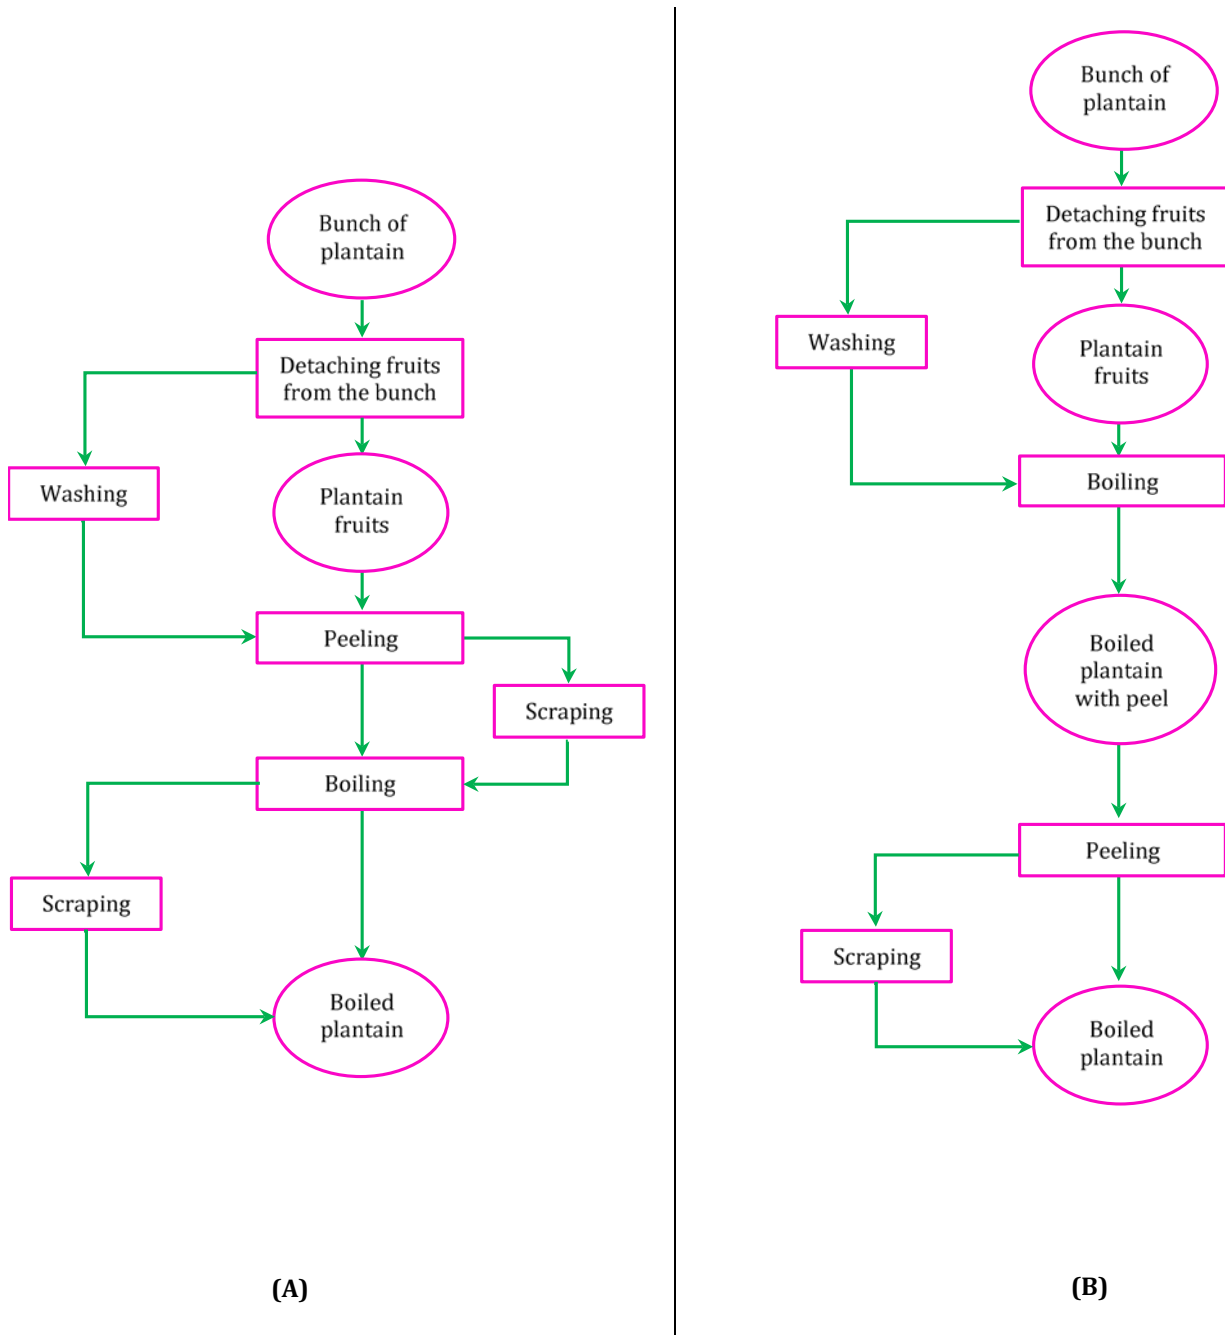 Bunch of
plantain
Detaching fruits
from the bunch
Washing
Plantain
fruits
Peeling
Scraping
Boiling
Scraping
Boiled
plantain
(A)
Bunch of
plantain
Detaching fruits
from the bunch
Washing
Plantain
fruits
Boiling
Boiled
plantain
with peel
Peeling
Scraping
Boiled
plantain
(B)